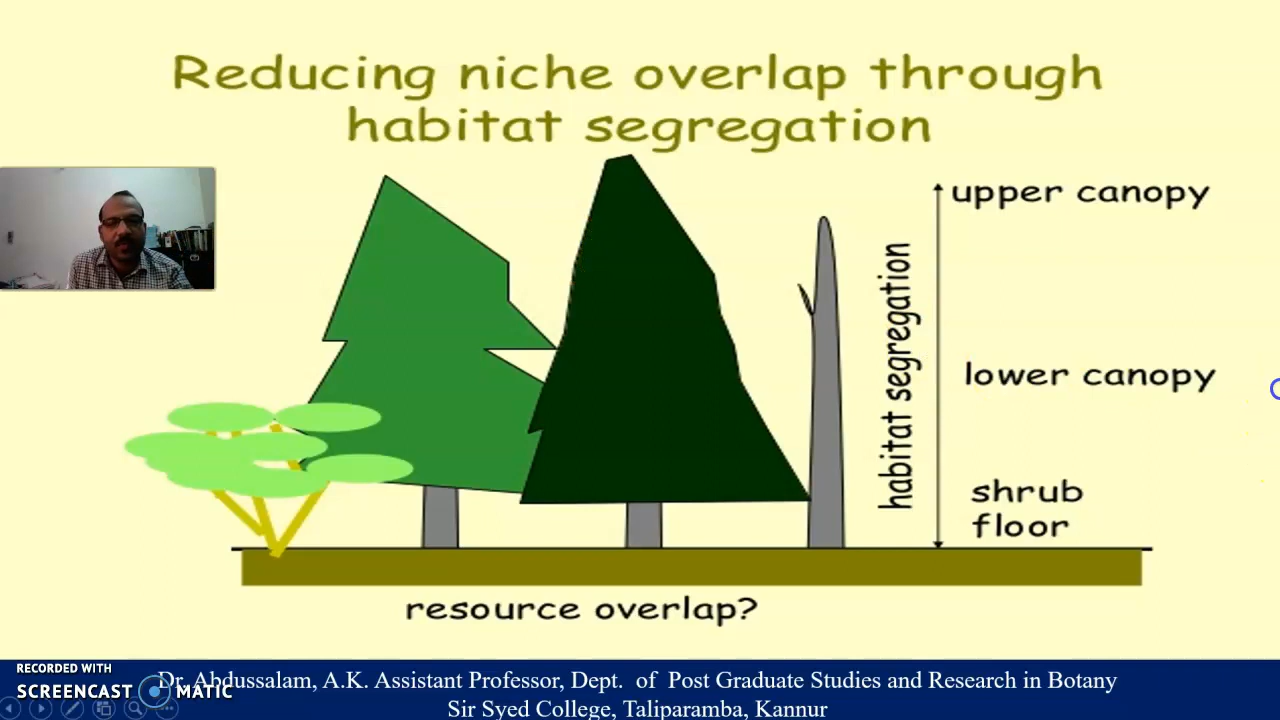 Reducing niche overlap through
habitat segregation
upper canopy
habitat segregation
lower canopy
shrub
floor
resource overlap?
RECORDED WITH
SCREENCAST MATIC
Dr. Abdussalam, A.K. Assistant Professor, Dept. of Post Graduate Studies and Research in Botany
Sir Syed College, Taliparamba, Kannur